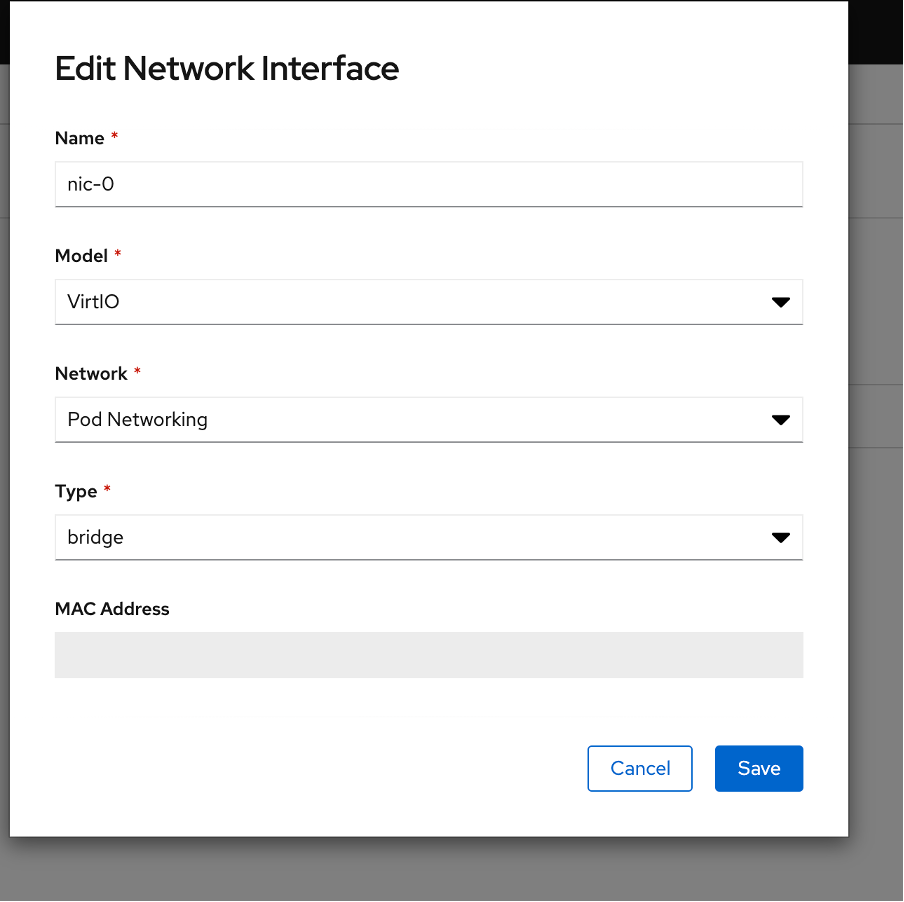 Edit Network Interface
Name *
nic-0
Model *
VirtIO
Network *
Pod Networking
Type *
bridge
MAC Address
Cancel Save